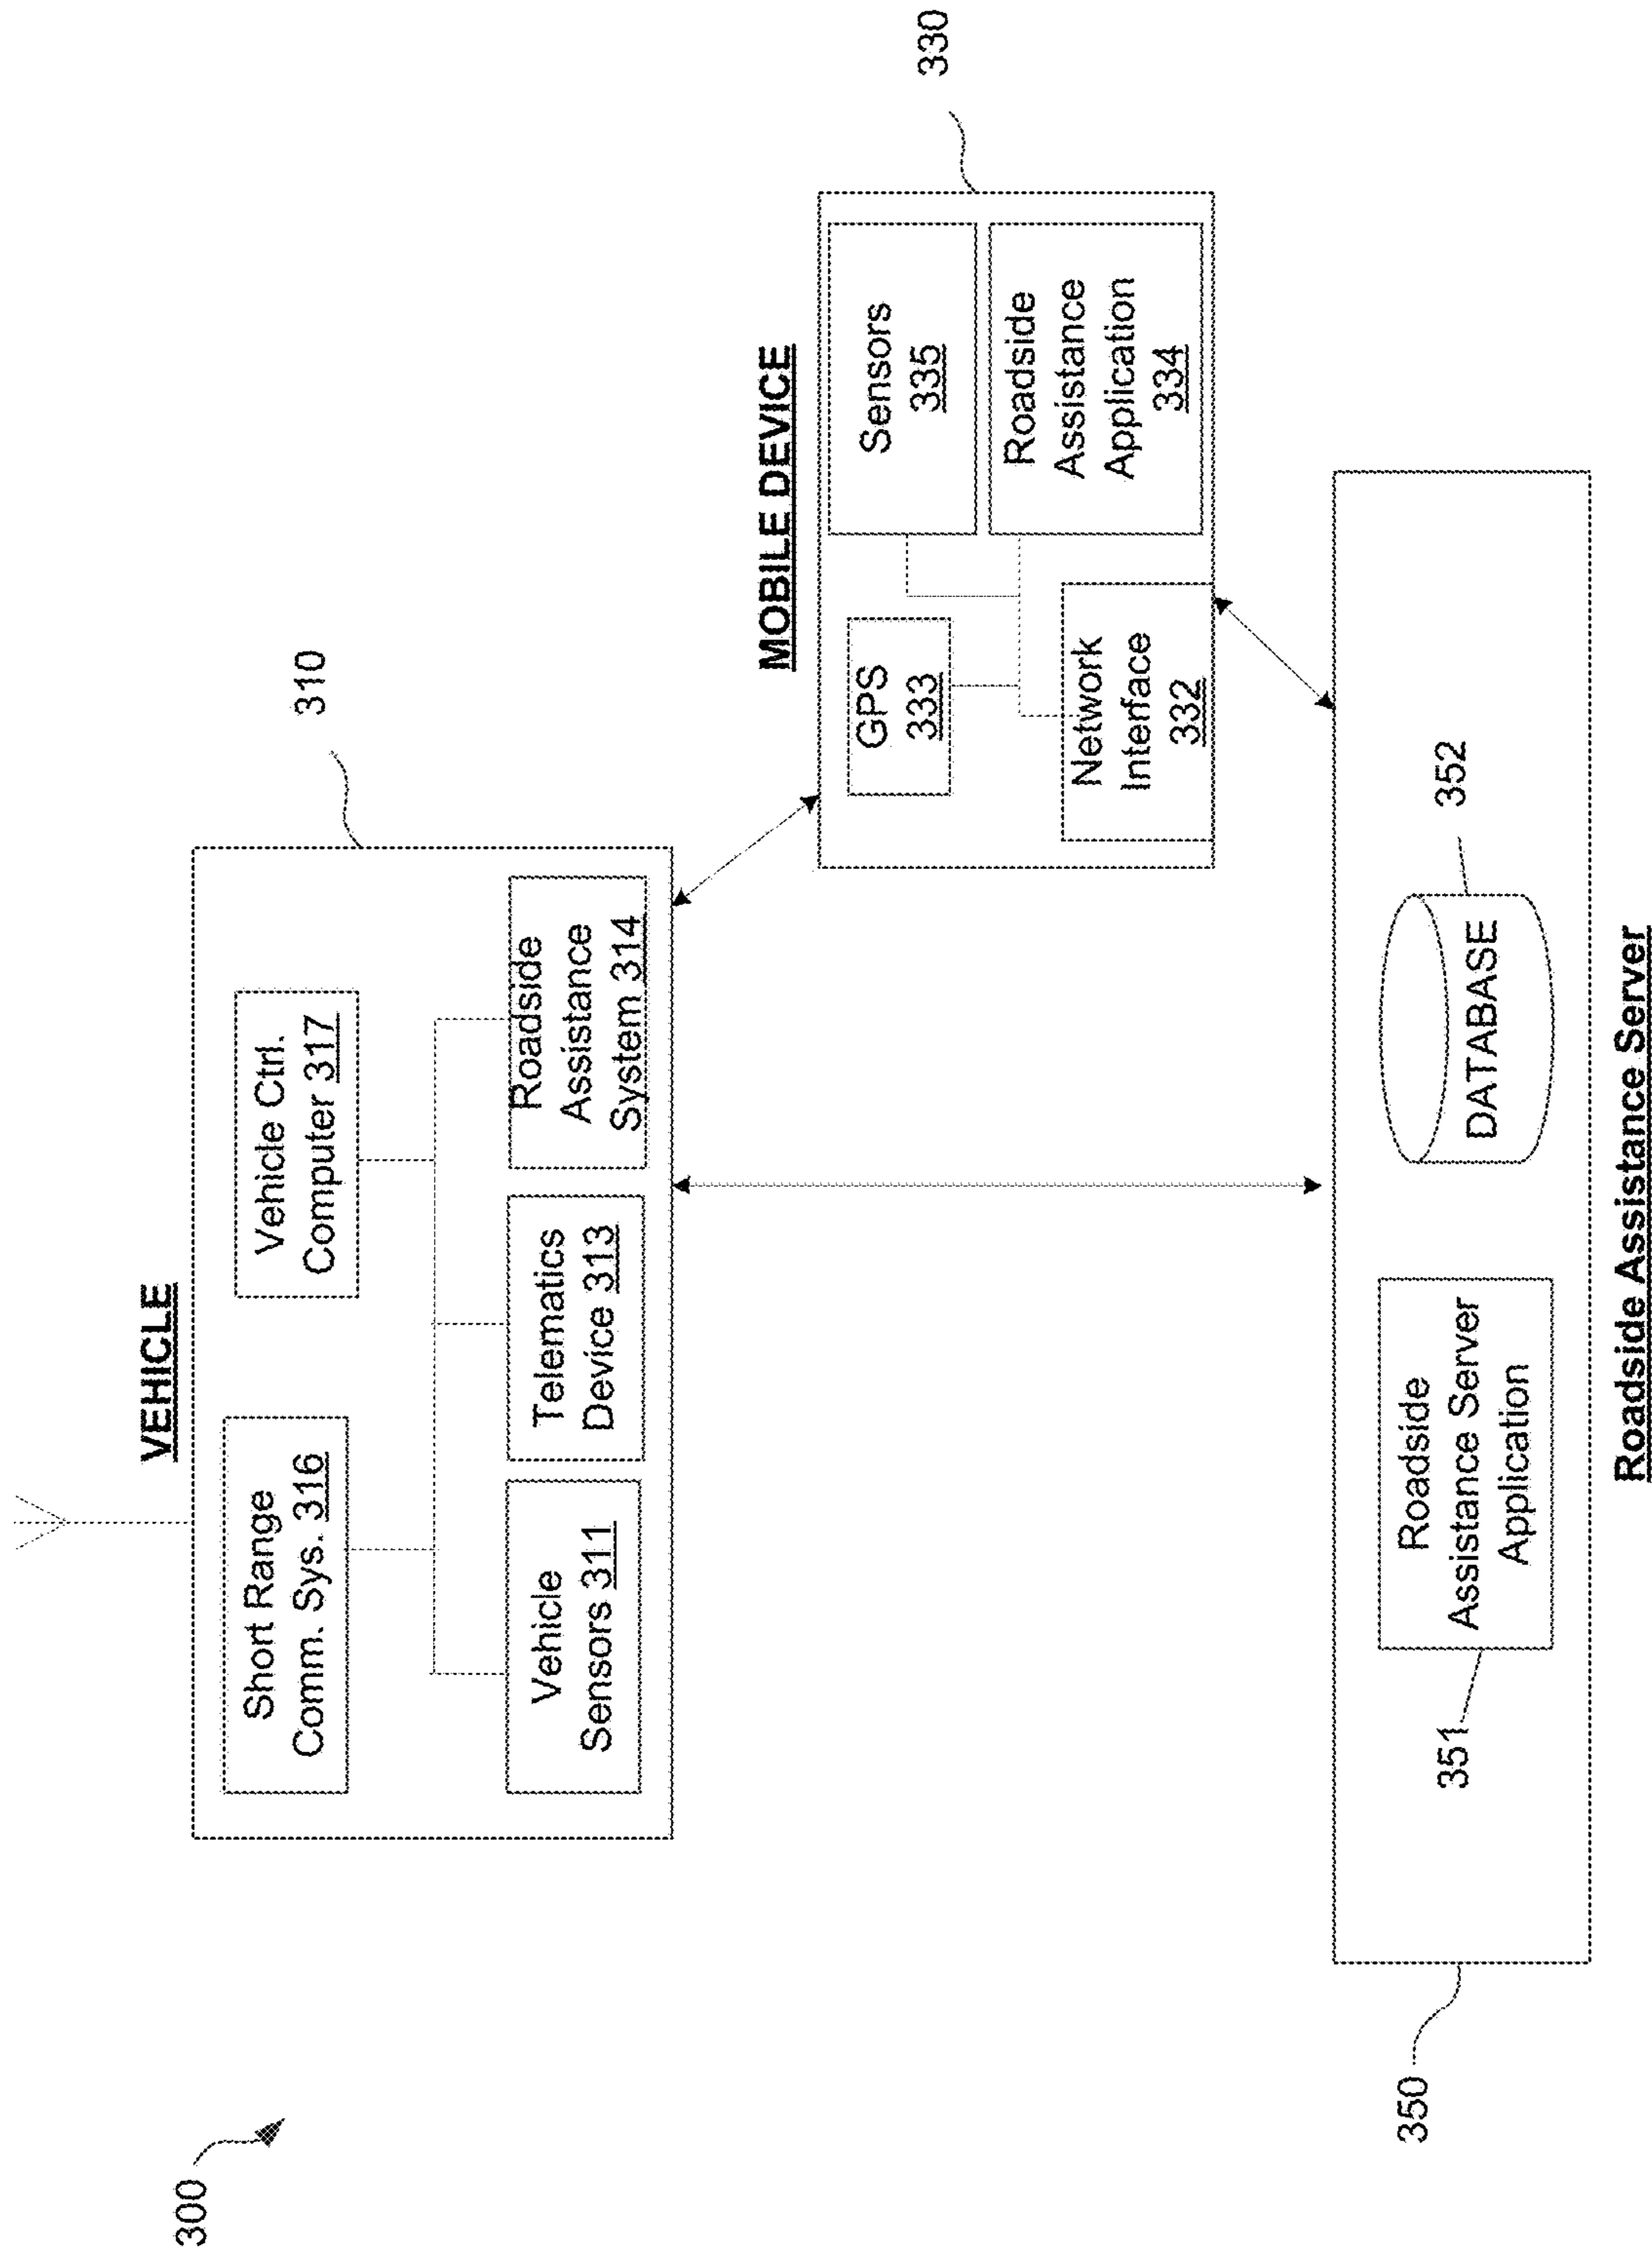 300
VEHICLE
310
Short Range
Comm. Sys. 316
Vehicle Ctrl.
Computer 317
Vehicle
Sensors 311
Telematics
Device 313
Roadside
Assistance
System 314
MOBILE DEVICE
330
GPS
333
Sensors
335
Network
Interface
332
Roadside
Assistance
Application
334
350
351
Roadside
Assistance Server
Application
DATABASE
352
Roadside Assistance Server